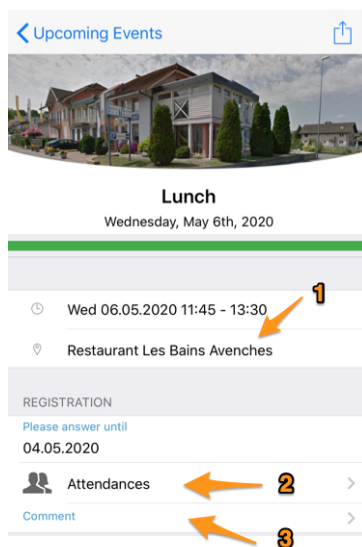 Upcoming Events
Lunch
Wednesday, May 6th, 2020
1
Wed 06.05.2020 11:45 - 13:30
Restaurant Les Bains Avenches
REGISTRATION
Please answer until
04.05.2020
Attendances 2
Comment
3